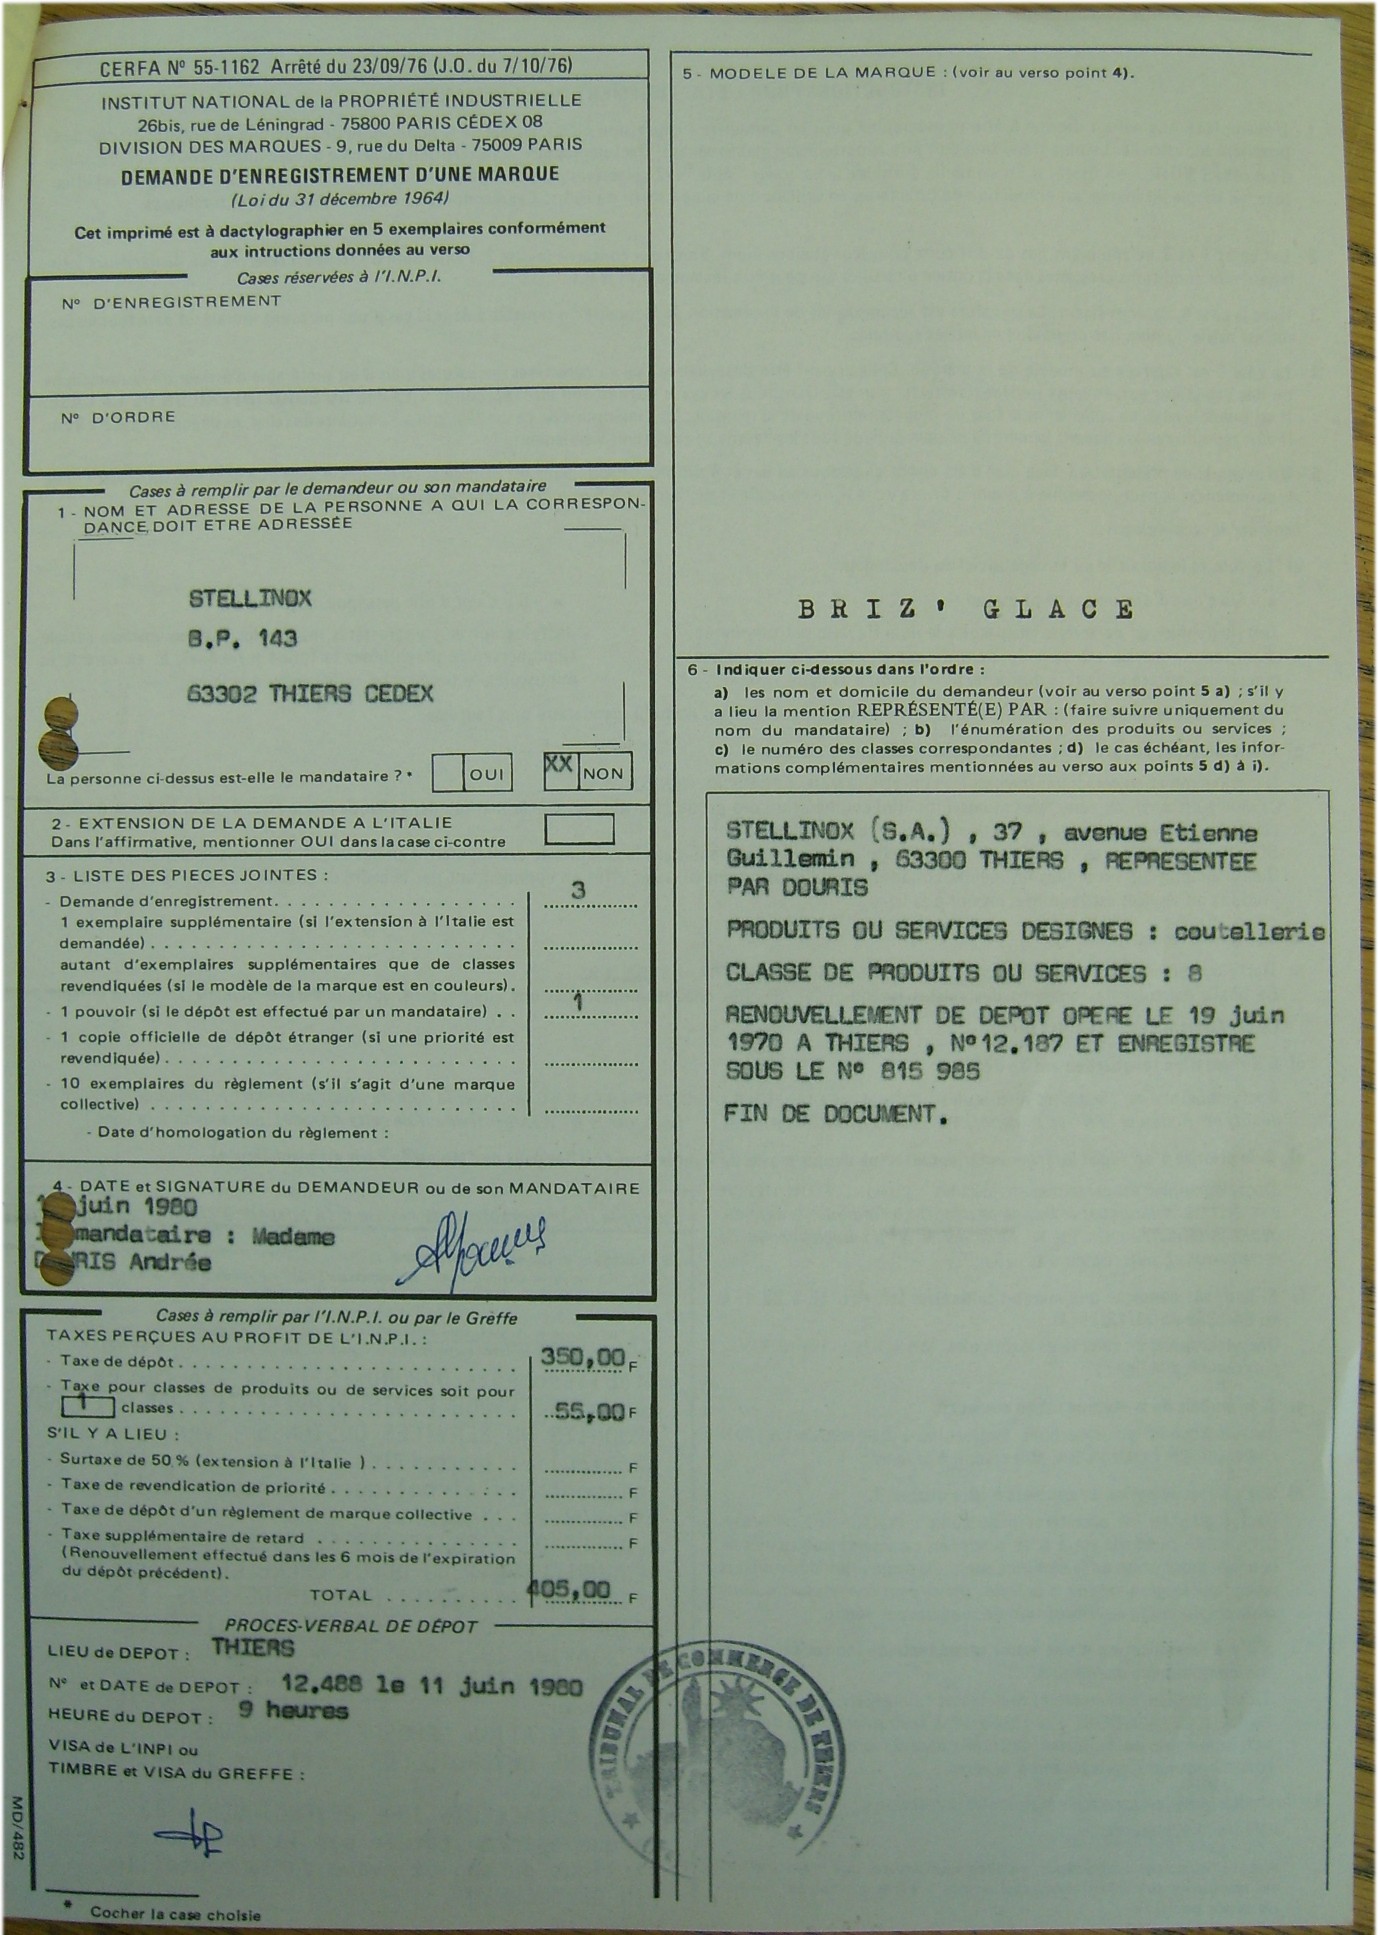 CERFA Nº 55-1162 Arrêté du 23/09/76 (J.O. du 7/10/76)
INSTITUT NATIONAL de la PROPRIÉTÉ INDUSTRIELLE
26bis, rue de Léningrad - 75800 PARIS CÉDEX 08
DIVISION DES MARQUES - 9, rue du Delta - 75009 PARIS
DEMANDE D'ENREGISTREMENT D'UNE MARQUE
(Loi du 31 décembre 1964)
Cet imprimé est à dactylographier en 5 exemplaires conformément
aux intructions données au verso
Cases réservées à l'I.N.P.I.
Nº D'ENREGISTREMENT
Nº D'ORDRE
Cases à remplir par le demandeur ou son mandataire
1 - NOM ET ADRESSE DE LA PERSONNE A QUI LA CORRESPON-
DANCE DOIT ETRE ADRESSÉE
STELLINOX
B.P. 143
63302 THIERS CEDEX
La personne ci-dessus est-elle le mandataire ? * OUI XX NON
2 - EXTENSION DE LA DEMANDE A L'ITALIE
Dans l'affirmative, mentionner OUI dans la case ci-contre
3 - LISTE DES PIECES JOINTES :
- Demande d'enregistrement. . . . . . . . . . . . . . . . . . 3
1 exemplaire supplémentaire (si l'extension à l'Italie est
demandée) . . . . . . . . . . . . . . . . . . . . . . . . . .
autant d'exemplaires supplémentaires que de classes
revendiquées (si le modèle de la marque est en couleurs).
- 1 pouvoir (si le dépôt est effectué par un mandataire) . . 1
- 1 copie officielle de dépôt étranger (si une priorité est
revendiquée) . . . . . . . . . . . . . . . . . . . . . . . . .
- 10 exemplaires du règlement (s'il s'agit d'une marque
collective) . . . . . . . . . . . . . . . . . . . . . . . . . .
- Date d'homologation du règlement :
4 - DATE et SIGNATURE du DEMANDEUR ou de son MANDATAIRE
juin 1980
mandataire : Madame
RIS Andrée
Cases à remplir par l'I.N.P.I. ou par le Greffe
TAXES PERÇUES AU PROFIT DE L'I.N.P.I. :
- Taxe de dépôt . . . . . . . . . . . . . . . . . . . . . . . . 350,00 F
- Taxe pour classes de produits ou de services soit pour
1 classes . . . . . . . . . . . . . . . . . . . . . . . . 55,00 F
S'IL Y A LIEU :
- Surtaxe de 50 % (extension à l'Italie ) . . . . . . . . . . . F
- Taxe de revendication de priorité . . . . . . . . . . . . . . F
- Taxe de dépôt d'un règlement de marque collective . . . F
- Taxe supplémentaire de retard . . . . . . . . . . . . . . . F
(Renouvellement effectué dans les 6 mois de l'expiration
du dépôt précédent).
TOTAL . . . . . . . . . . 405,00 F
PROCES-VERBAL DE DÉPOT
LIEU de DEPOT : THIERS
Nº et DATE de DEPOT : 12.488 le 11 juin 1980
HEURE du DEPOT : 9 heures
VISA de L'INPI ou
TIMBRE et VISA du GREFFE :
MD/482
* Cocher la case choisie
5 - MODELE DE LA MARQUE : (voir au verso point 4).
BRIZ' GLACE
6 - Indiquer ci-dessous dans l'ordre :
a) les nom et domicile du demandeur (voir au verso point 5 a) ; s'il y
a lieu la mention REPRÉSENTÉ(E) PAR : (faire suivre uniquement du
nom du mandataire) ; b) l'énumération des produits ou services ;
c) le numéro des classes correspondantes ; d) le cas échéant, les infor-
mations complémentaires mentionnées au verso aux points 5 d) à i).
STELLINOX (S.A.) , 37 , avenue Etienne
Guillemin , 63300 THIERS , REPRESENTEE
PAR DOURIS
PRODUITS OU SERVICES DESIGNES : coutellerie
CLASSE DE PRODUITS OU SERVICES : 8
RENOUVELLEMENT DE DEPOT OPERE LE 19 juin
1970 A THIERS , Nº 12.187 ET ENREGISTRE
SOUS LE Nº 815 985
FIN DE DOCUMENT.
TRIBUNAL DE COMMERCE DE THIERS